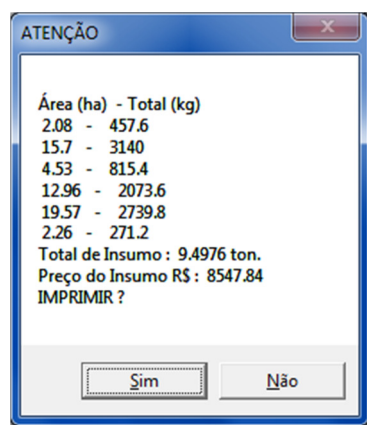 ATENÇÃO
Área (ha) - Total (kg)
2.08 - 457.6
15.7 - 3140
4.53 - 815.4
12.96 - 2073.6
19.57 - 2739.8
2.26 - 271.2
Total de Insumo : 9.4976 ton.
Preço do Insumo R$ : 8547.84
IMPRIMIR ?
Sim
Não